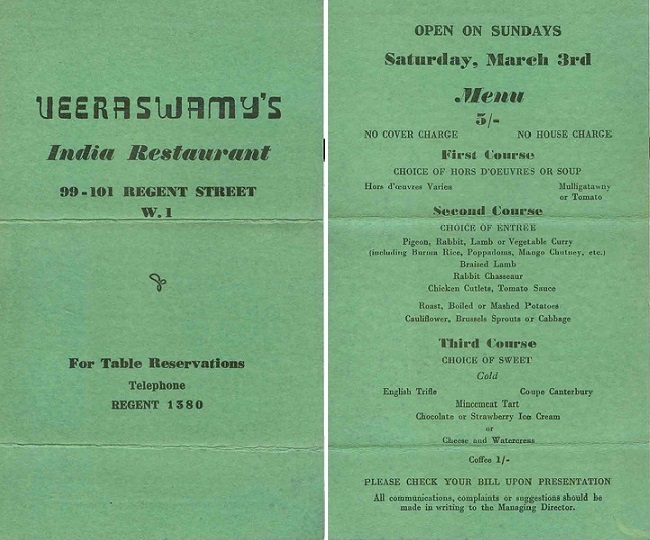 VEERASWAMY'S
India Restaurant
99-101 REGENT STREET
W.1
For Table Reservations
Telephone
REGENT 1380
OPEN ON SUNDAYS
Saturday, March 3rd
Menu
5/-
NO COVER CHARGE NO HOUSE CHARGE
First Course
CHOICE OF HORS D'OEUVRES OR SOUP
Hors d'œuvres Varies Mulligatawny
or Tomato
Second Course
CHOICE OF ENTREE
Pigeon, Rabbit, Lamb or Vegetable Curry
(including Burma Rice, Poppadoms, Mango Chutney, etc.)
Braised Lamb
Rabbit Chasseur
Chicken Cutlets, Tomato Sauce
Roast, Boiled or Mashed Potatoes
Cauliflower, Brussels Sprouts or Cabbage
Third Course
CHOICE OF SWEET
Cold
English Trifle Coupe Canterbury
Mincemeat Tart
Chocolate or Strawberry Ice Cream
or
Cheese and Watercress
Coffee 1/-
PLEASE CHECK YOUR BILL UPON PRESENTATION
All communications, complaints or suggestions should be
made in writing to the Managing Director.